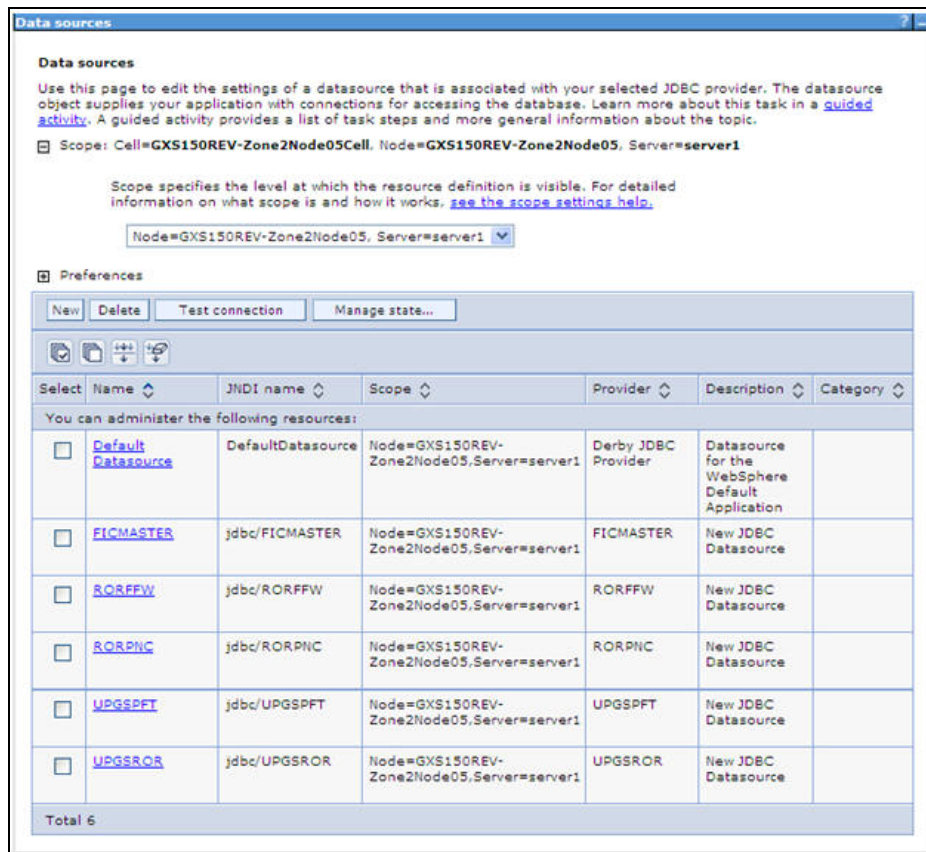 Data sources
?
Data sources
Use this page to edit the settings of a datasource that is associated with your selected JDBC provider. The datasource
object supplies your application with connections for accessing the database. Learn more about this task in a guided
activity. A guided activity provides a list of task steps and more general information about the topic.
Scope: Cell=GXS150REV-Zone2Node05Cell, Node=GXS150REV-Zone2Node05, Server=server1
Scope specifies the level at which the resource definition is visible. For detailed
information on what scope is and how it works, see the scope settings help.
Node=GXS150REV-Zone2Node05, Server=server1
Preferences
New Delete Test connection Manage state...
Select Name JNDI name Scope Provider Description Category
You can administer the following resources:
Default DefaultDatasource Node=GXS150REV- Derby JDBC Datasource
Datasource Zone2Node05,Server=server1 Provider for the
WebSphere
Default
Application
FICMASTER jdbc/FICMASTER Node=GXS150REV- FICMASTER New JDBC
Zone2Node05,Server=server1 Datasource
RORFFW jdbc/RORFFW Node=GXS150REV- RORFFW New JDBC
Zone2Node05,Server=server1 Datasource
RORPNC jdbc/RORPNC Node=GXS150REV- RORPNC New JDBC
Zone2Node05,Server=server1 Datasource
UPGSPFT jdbc/UPGSPFT Node=GXS150REV- UPGSPFT New JDBC
Zone2Node05,Server=server1 Datasource
UPGSROR jdbc/UPGSROR Node=GXS150REV- UPGSROR New JDBC
Zone2Node05,Server=server1 Datasource
Total 6